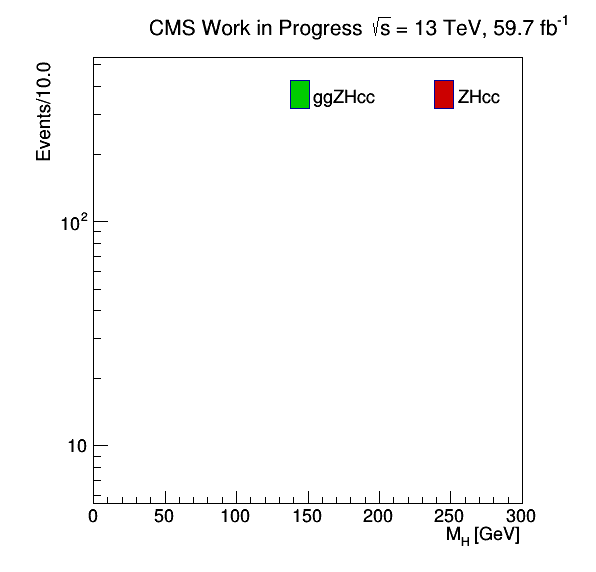 CMS Work in Progress √s = 13 TeV, 59.7 fb⁻¹
Events/10.0
ggZHcc ZHcc
10²
10
0 50 100 150 200 250 300
M_H [GeV]